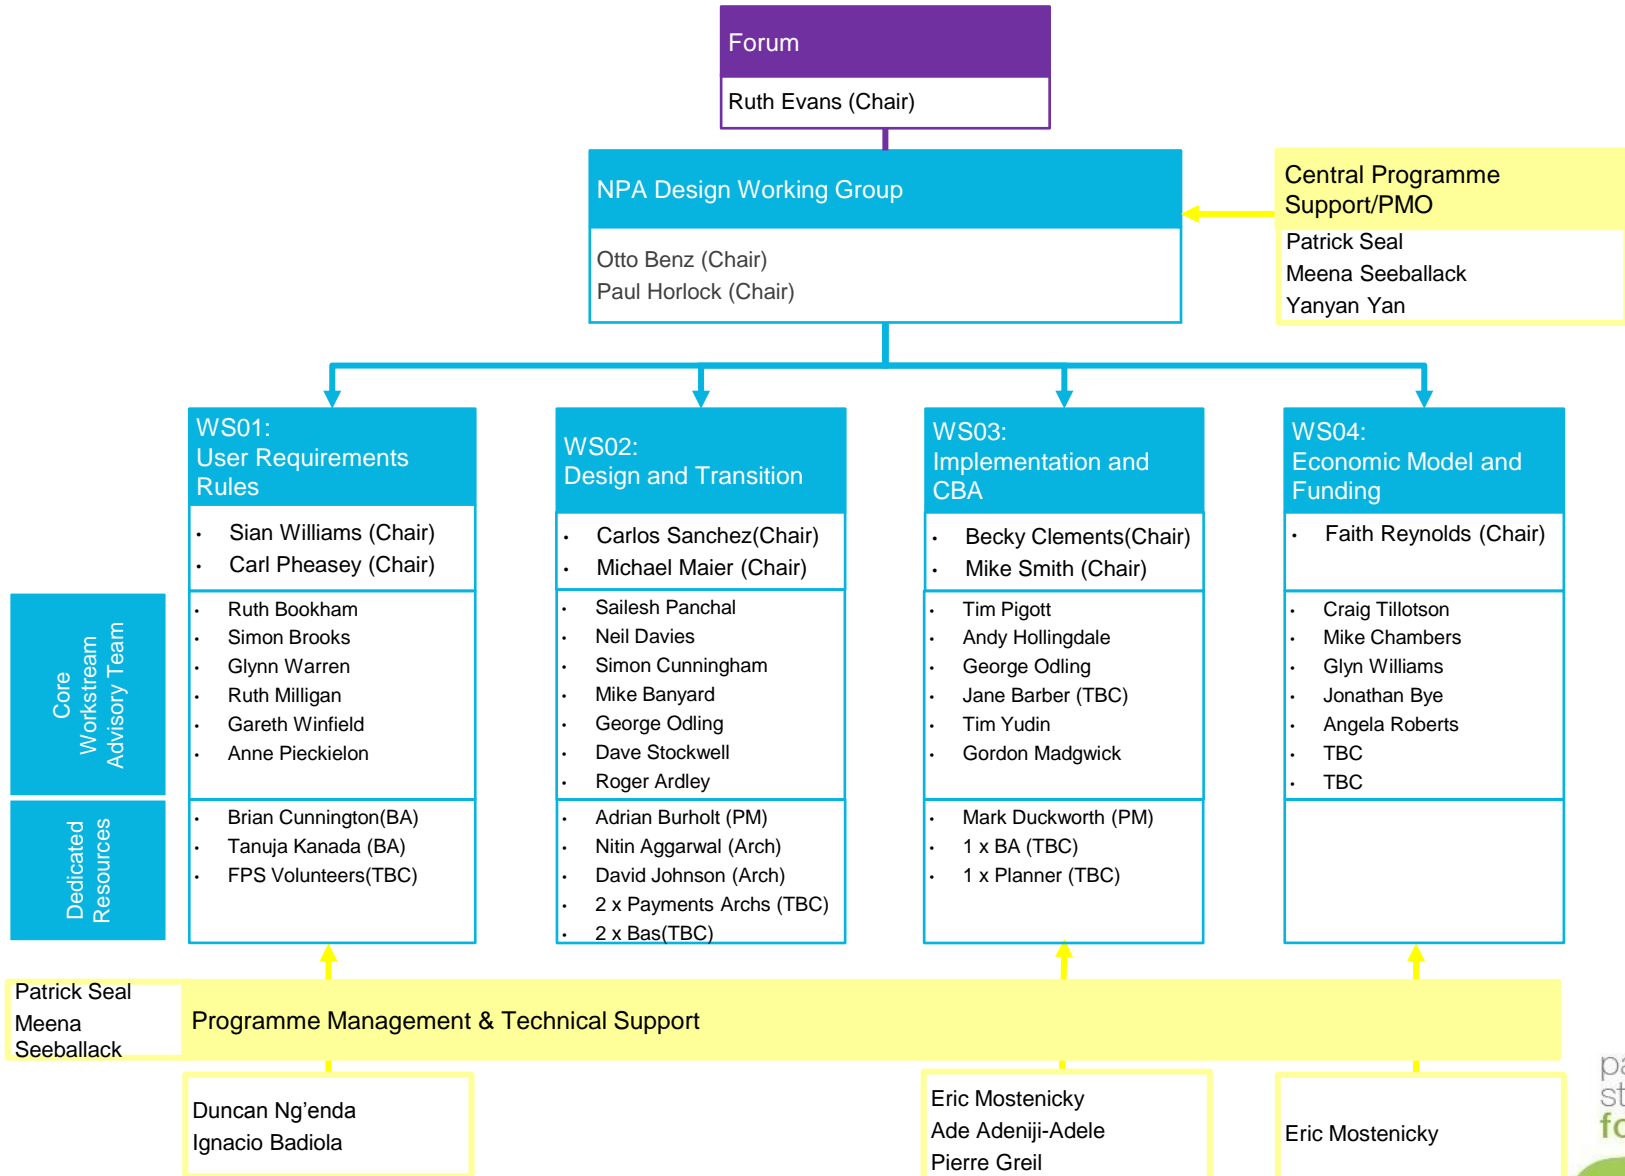 Forum
Ruth Evans (Chair)
NPA Design Working Group
Otto Benz (Chair)
Paul Horlock (Chair)
Central Programme
Support/PMO
Patrick Seal
Meena Seeballack
Yanyan Yan
WS01:
User Requirements
Rules
• Sian Williams (Chair)
• Carl Pheasey (Chair)
WS02:
Design and Transition
• Carlos Sanchez(Chair)
• Michael Maier (Chair)
WS03:
Implementation and
CBA
• Becky Clements(Chair)
• Mike Smith (Chair)
WS04:
Economic Model and
Funding
• Faith Reynolds (Chair)
Core
Workstream
Advisory Team
• Ruth Bookham
• Simon Brooks
• Glynn Warren
• Ruth Milligan
• Gareth Winfield
• Anne Pieckielon
• Sailesh Panchal
• Neil Davies
• Simon Cunningham
• Mike Banyard
• George Odling
• Dave Stockwell
• Roger Ardley
• Tim Pigott
• Andy Hollingdale
• George Odling
• Jane Barber (TBC)
• Tim Yudin
• Gordon Madgwick
• Craig Tillotson
• Mike Chambers
• Glyn Williams
• Jonathan Bye
• Angela Roberts
• TBC
• TBC
Dedicated
Resources
• Brian Cunnington(BA)
• Tanuja Kanada (BA)
• FPS Volunteers(TBC)
• Adrian Burholt (PM)
• Nitin Aggarwal (Arch)
• David Johnson (Arch)
• 2 x Payments Archs (TBC)
• 2 x Bas(TBC)
• Mark Duckworth (PM)
• 1 x BA (TBC)
• 1 x Planner (TBC)
Patrick Seal
Meena
Seeballack
Programme Management & Technical Support
Duncan Ng'enda
Ignacio Badiola
Eric Mostenicky
Ade Adeniji-Adele
Pierre Greil
Eric Mostenicky